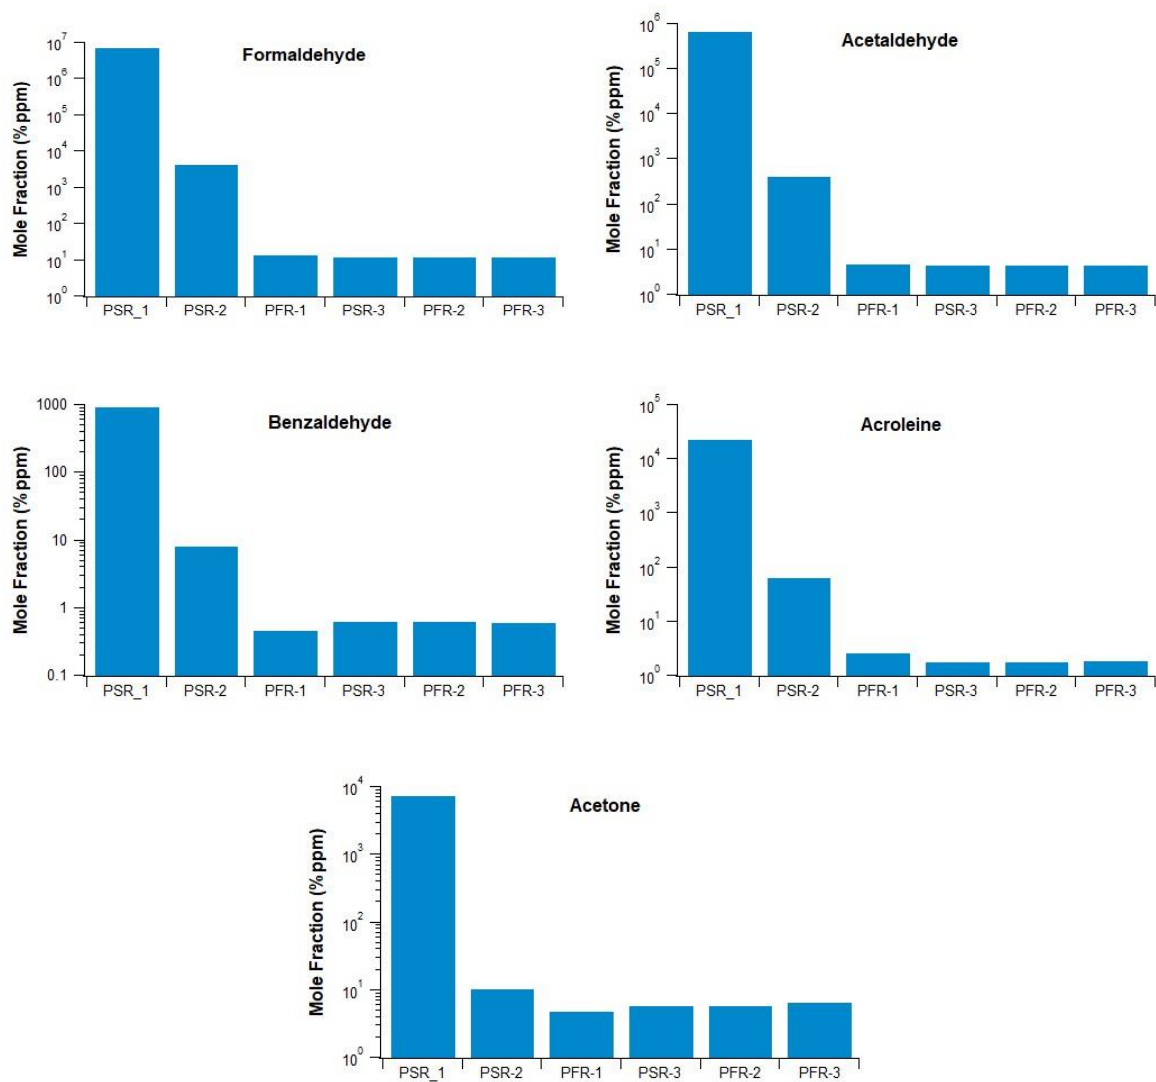 Formaldehyde
Mole Fraction (%ppm)
10^7
10^6
10^5
10^4
10^3
10^2
10^1
10^0
PSR_1 PSR-2 PFR-1 PSR-3 PFR-2 PFR-3
Acetaldehyde
Mole Fraction (%ppm)
10^6
10^5
10^4
10^3
10^2
10^1
10^0
PSR_1 PSR-2 PFR-1 PSR-3 PFR-2 PFR-3
Benzaldehyde
Mole Fraction (%ppm)
1000
100
10
1
0.1
PSR_1 PSR-2 PFR-1 PSR-3 PFR-2 PFR-3
Acroleine
Mole Fraction (%ppm)
10^5
10^4
10^3
10^2
10^1
10^0
PSR_1 PSR-2 PFR-1 PSR-3 PFR-2 PFR-3
Acetone
Mole Fraction (%ppm)
10^4
10^3
10^2
10^1
10^0
PSR_1 PSR-2 PFR-1 PSR-3 PFR-2 PFR-3